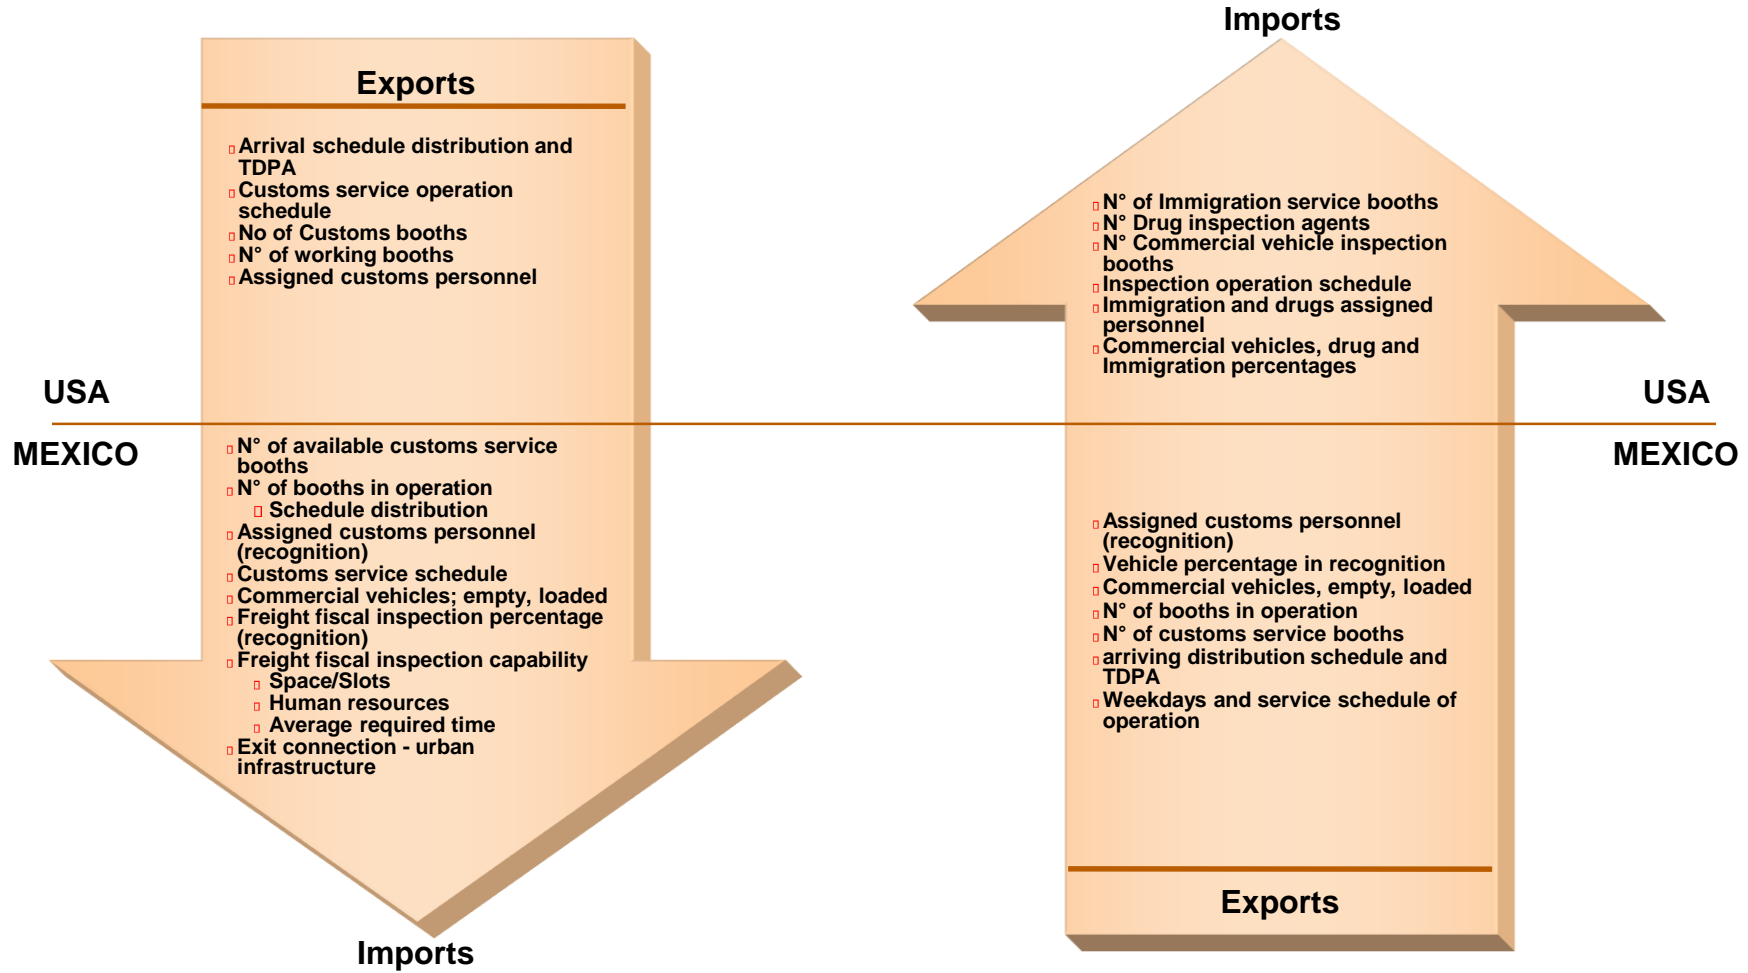 Exports
Arrival schedule distribution and
TDPA
Customs service operation
schedule
No of Customs booths
N° of working booths
Assigned customs personnel
USA
MEXICO
N° of available customs service
booths
N° of booths in operation
Schedule distribution
Assigned customs personnel
(recognition)
Customs service schedule
Commercial vehicles; empty, loaded
Freight fiscal inspection percentage
(recognition)
Freight fiscal inspection capability
Space/Slots
Human resources
Average required time
Exit connection - urban
infrastructure
Imports
Imports
N° of Immigration service booths
N° Drug inspection agents
N° Commercial vehicle inspection
booths
Inspection operation schedule
Immigration and drugs assigned
personnel
Commercial vehicles, drug and
Immigration percentages
USA
MEXICO
Assigned customs personnel
(recognition)
Vehicle percentage in recognition
Commercial vehicles, empty, loaded
N° of booths in operation
N° of customs service booths
arriving distribution schedule and
TDPA
Weekdays and service schedule of
operation
Exports